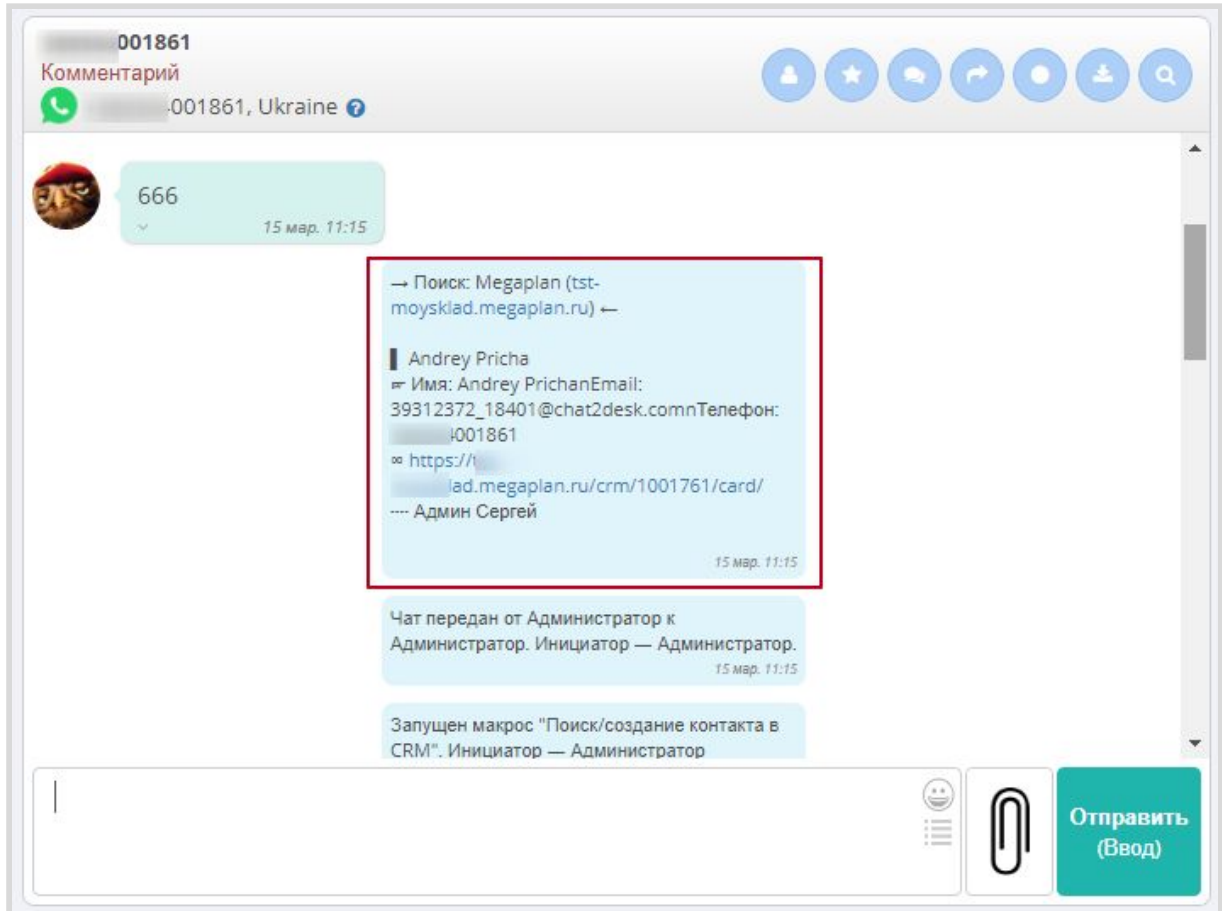 001861
Комментарий
001861, Ukraine ?
666
15 мар. 11:15
→ Поиск: Megaplan (tst-
moysklad.megaplan.ru) ←
▌ Andrey Pricha
☞ Имя: Andrey PrichanEmail:
39312372_18401@chat2desk.comnТелефон:
4001861
∞ https://t
lad.megaplan.ru/crm/1001761/card/
---- Админ Сергей
15 мар. 11:15
Чат передан от Администратор к
Администратор. Инициатор — Администратор.
15 мар. 11:15
Запущен макрос "Поиск/создание контакта в
CRM". Инициатор — Администратор
Отправить
(Ввод)